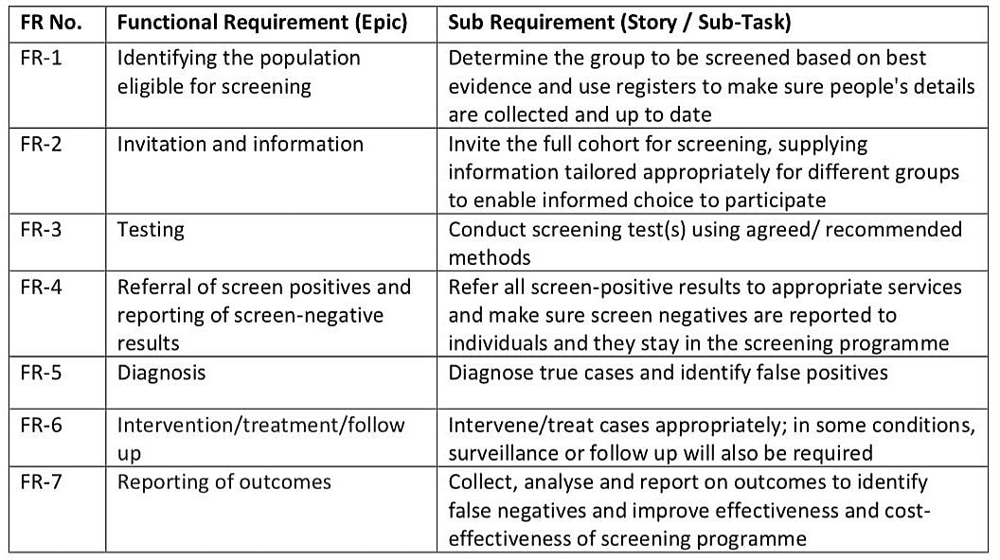 FR No. Functional Requirement (Epic) Sub Requirement (Story / Sub-Task)
FR-1 Identifying the population Determine the group to be screened based on best
eligible for screening evidence and use registers to make sure people's details
are collected and up to date
FR-2 Invitation and information Invite the full cohort for screening, supplying
information tailored appropriately for different groups
to enable informed choice to participate
FR-3 Testing Conduct screening test(s) using agreed/ recommended
methods
FR-4 Referral of screen positives and Refer all screen-positive results to appropriate services
reporting of screen-negative and make sure screen negatives are reported to
results individuals and they stay in the screening programme
FR-5 Diagnosis Diagnose true cases and identify false positives
FR-6 Intervention/treatment/follow Intervene/treat cases appropriately; in some conditions,
up surveillance or follow up will also be required
FR-7 Reporting of outcomes Collect, analyse and report on outcomes to identify
false negatives and improve effectiveness and cost-
effectiveness of screening programme